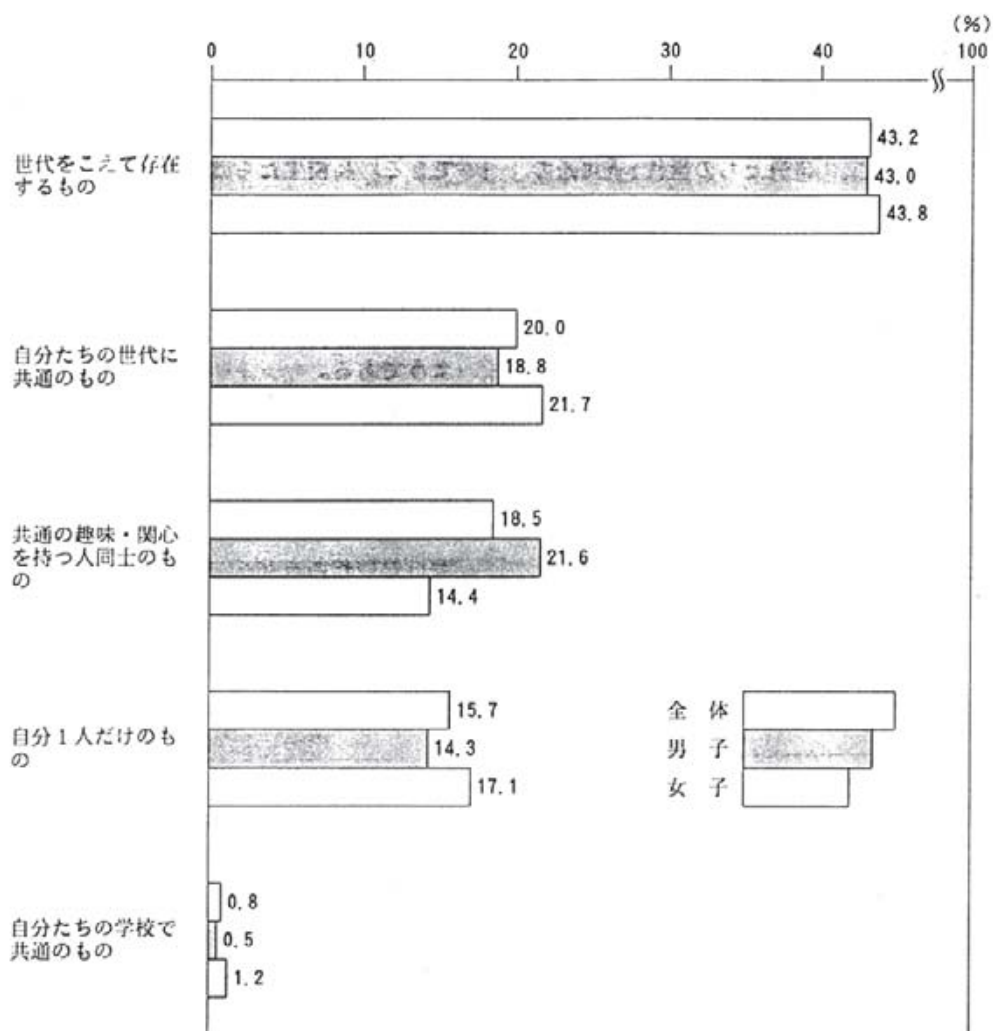 (%)
0 10 20 30 40 100
世代をこえて存在
するもの
43.2
43.0
43.8
自分たちの世代に
共通のもの
20.0
18.8
21.7
共通の趣味・関心
を持つ人同士のも
の
18.5
21.6
14.4
自分1人だけのも
の
15.7
14.3
17.1
全 体
男 子
女 子
自分たちの学校で
共通のもの
0.8
0.5
1.2